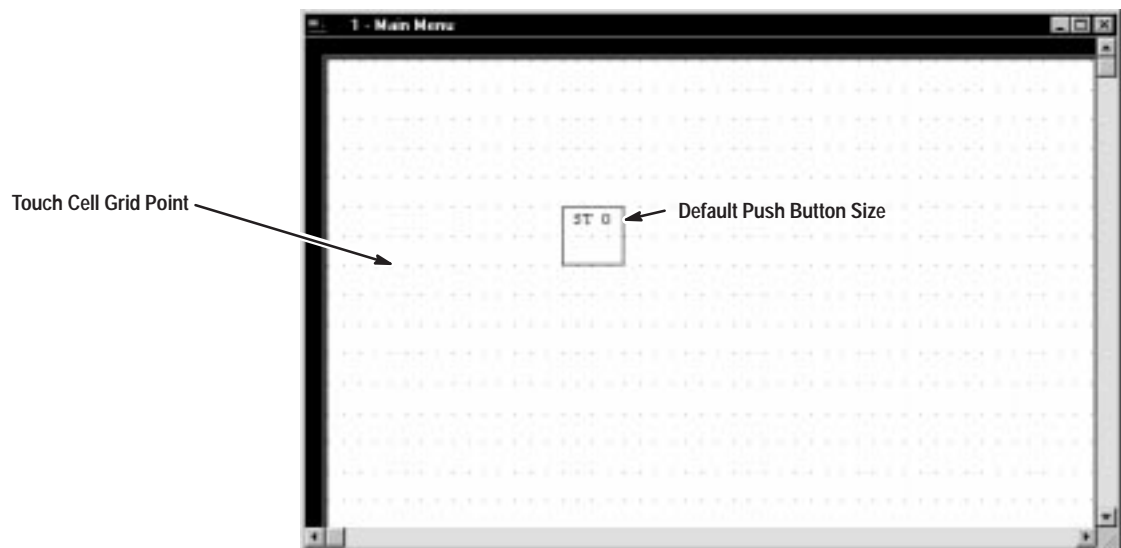 1 - Main Menu
Touch Cell Grid Point
ST 0
Default Push Button Size